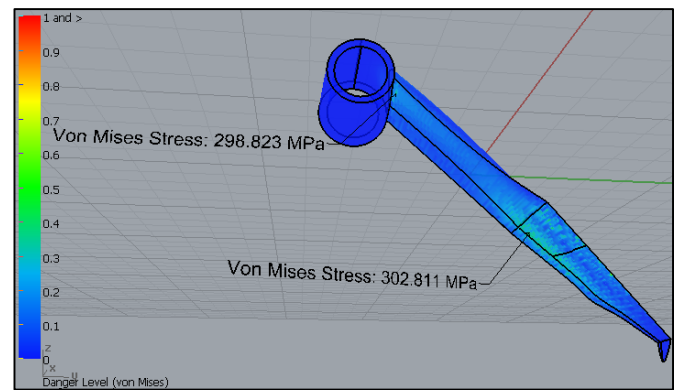 1 and >
0.9
0.8
0.7
0.6
0.5
0.4
0.3
0.2
0.1
0
Von Mises Stress: 298.823 MPa
Von Mises Stress: 302.811 MPa
z
x
y
Danger Level (von Mises)